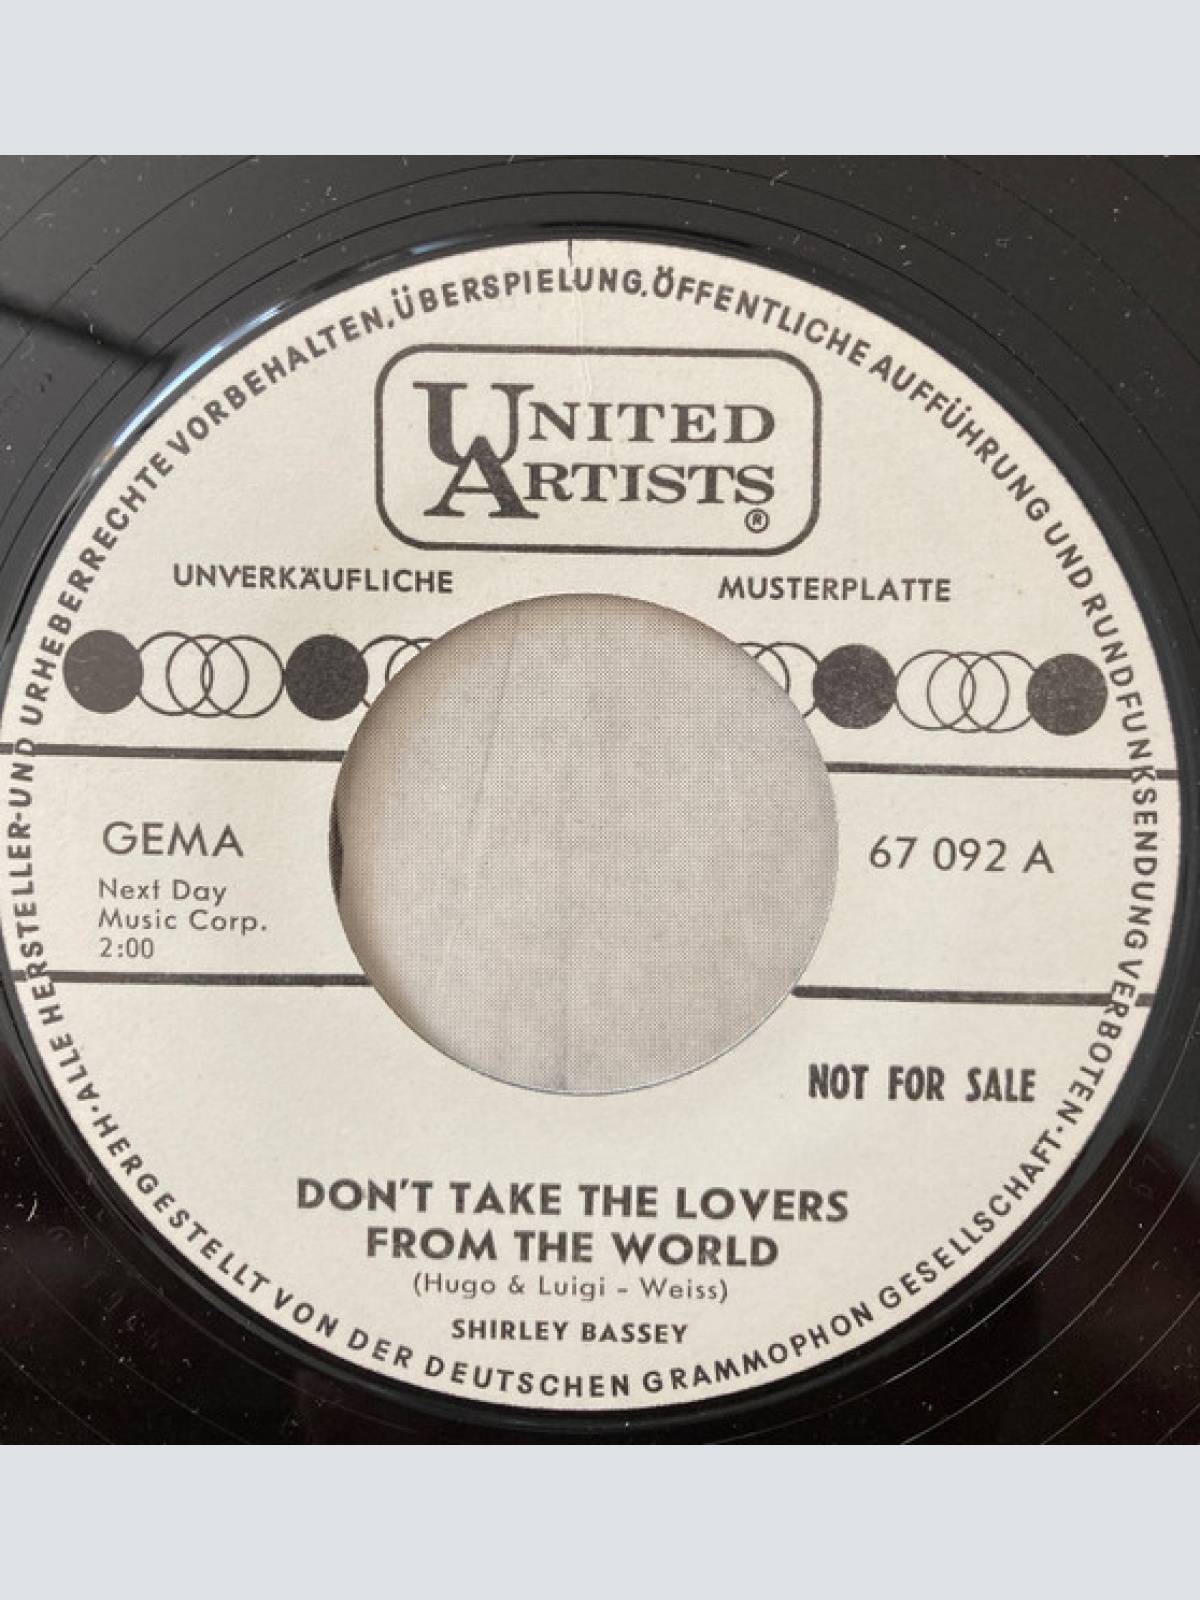 ALLE HERSTELLER-UND URHEBERRECHTE VORBEHALTEN, ÜBERSPIELUNG, ÖFFENTLICHE AUFFÜHRUNG UND RUNDFUNKSENDUNG VERBOTEN · HERGESTELLT VON DER DEUTSCHEN GRAMMOPHON GESELLSCHAFT ·
UNITED
ARTISTS
®
UNVERKÄUFLICHE MUSTERPLATTE
GEMA
Next Day
Music Corp.
2:00
67 092 A
NOT FOR SALE
DON'T TAKE THE LOVERS
FROM THE WORLD
(Hugo & Luigi - Weiss)
SHIRLEY BASSEY